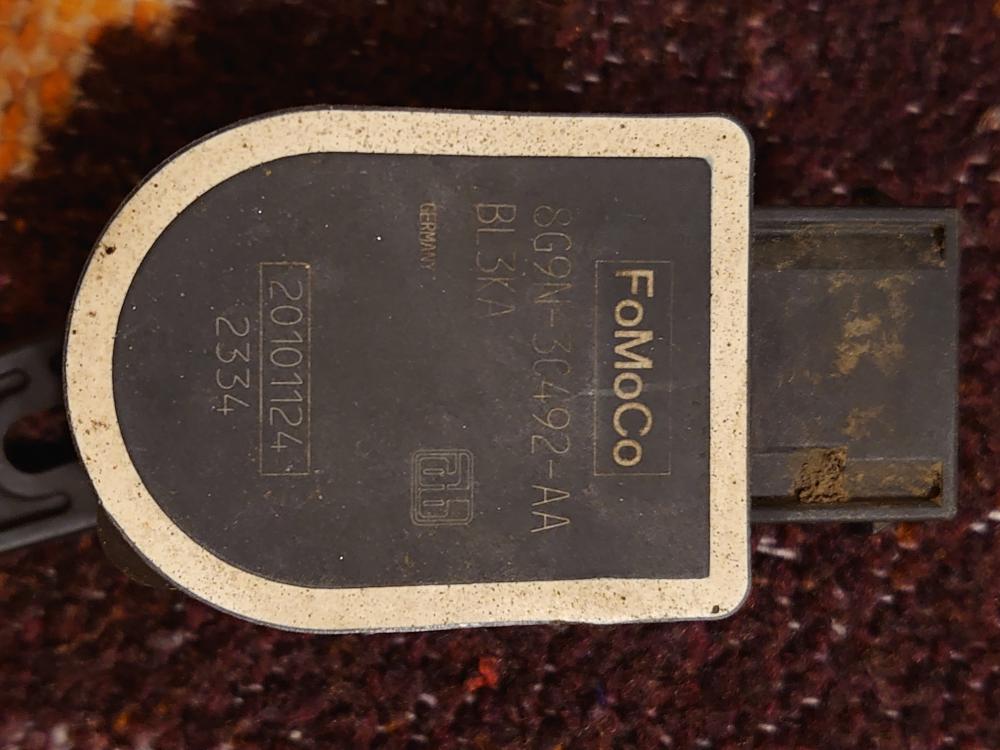 FoMoCo
8G9N-3C492-AA
BL3KA
GERMANY
20101124
2334